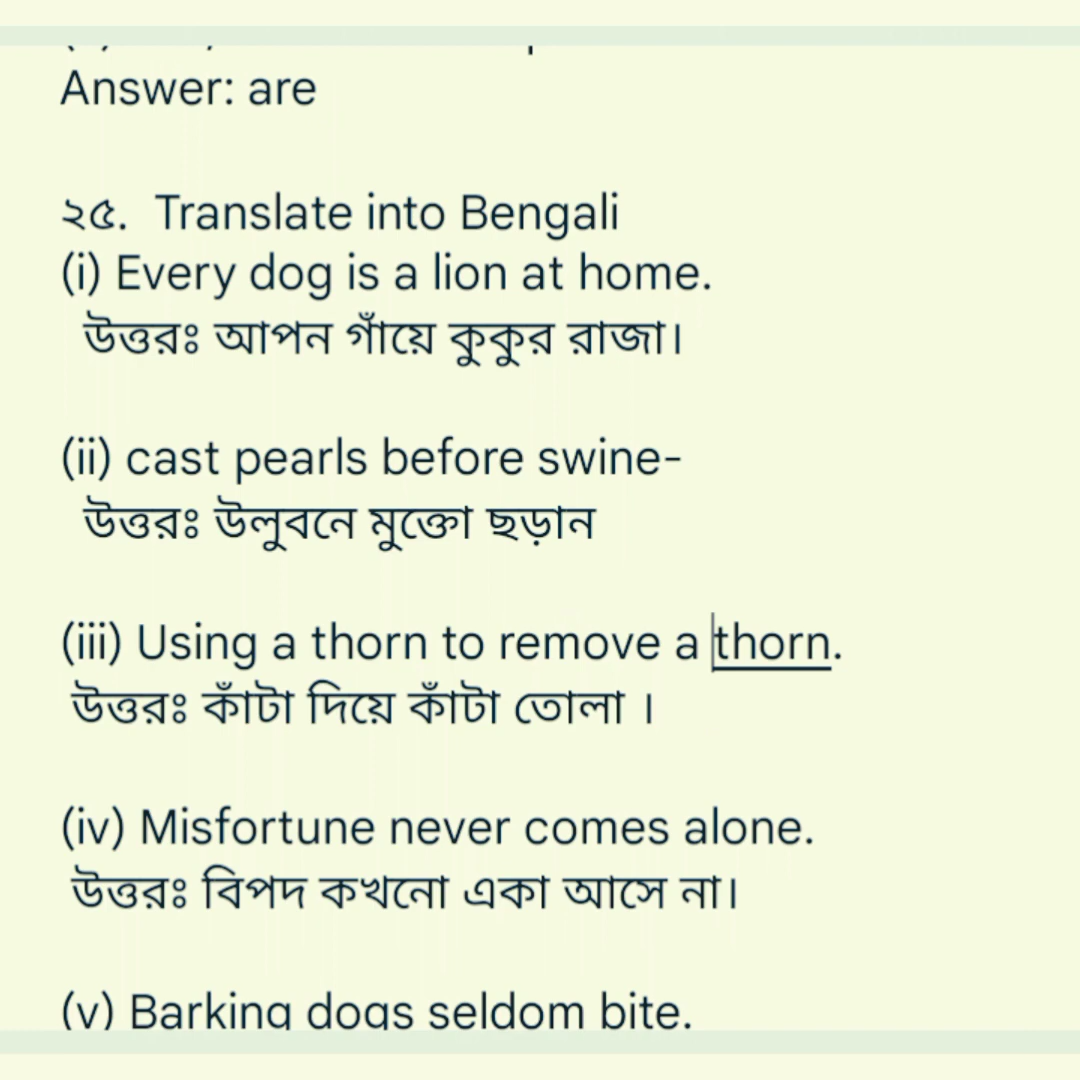 Answer: are
২৫. Translate into Bengali
(i) Every dog is a lion at home.
উত্তরঃ আপন গাঁয়ে কুকুর রাজা।
(ii) cast pearls before swine-
উত্তরঃ উলুবনে মুক্তো ছড়ান
(iii) Using a thorn to remove a thorn.
উত্তরঃ কাঁটা দিয়ে কাঁটা তোলা ।
(iv) Misfortune never comes alone.
উত্তরঃ বিপদ কখনো একা আসে না।
(v) Barking dogs seldom bite.